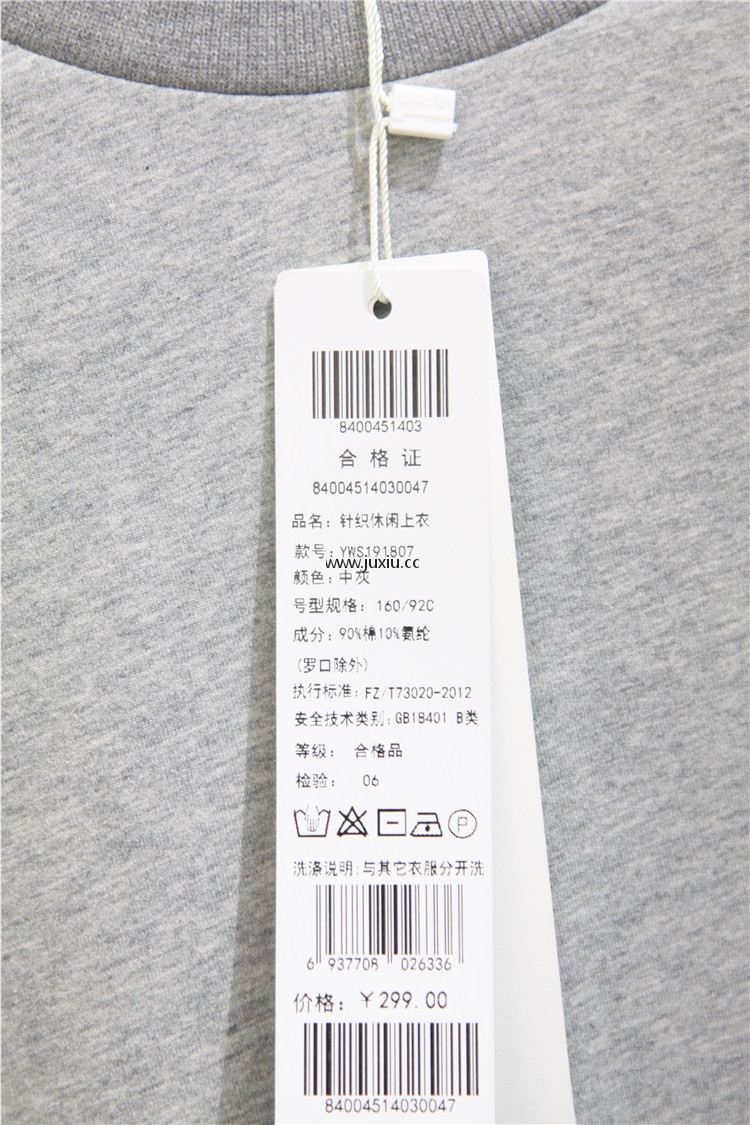 8400451403
合格证
84004514030047
品名：针织休闲上衣
款号：YWS191807
www.juxiu.cc
颜色：中灰
号型规格：160/92C
成分：90%棉10%氨纶
(罗口除外)
执行标准：FZ/T73020-2012
安全技术类别：GB18401 B类
等级： 合格品
检验： 06
P
洗涤说明:与其它衣服分开洗
6 937708 026336
价格：￥299.00
84004514030047